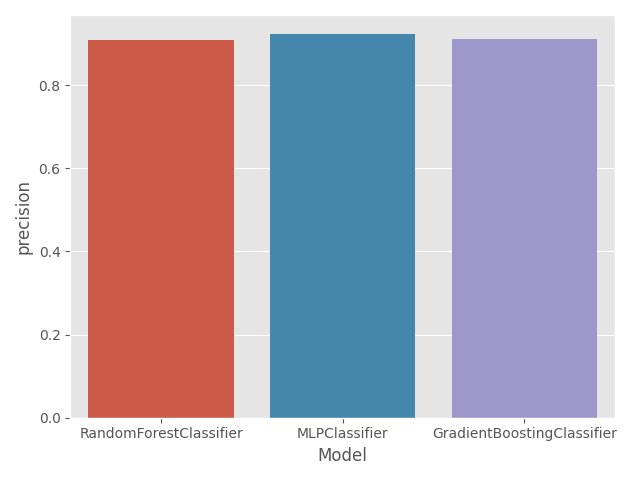 0.8
0.6
0.4
0.2
0.0
precision
RandomForestClassifier
MLPClassifier
GradientBoostingClassifier
Model